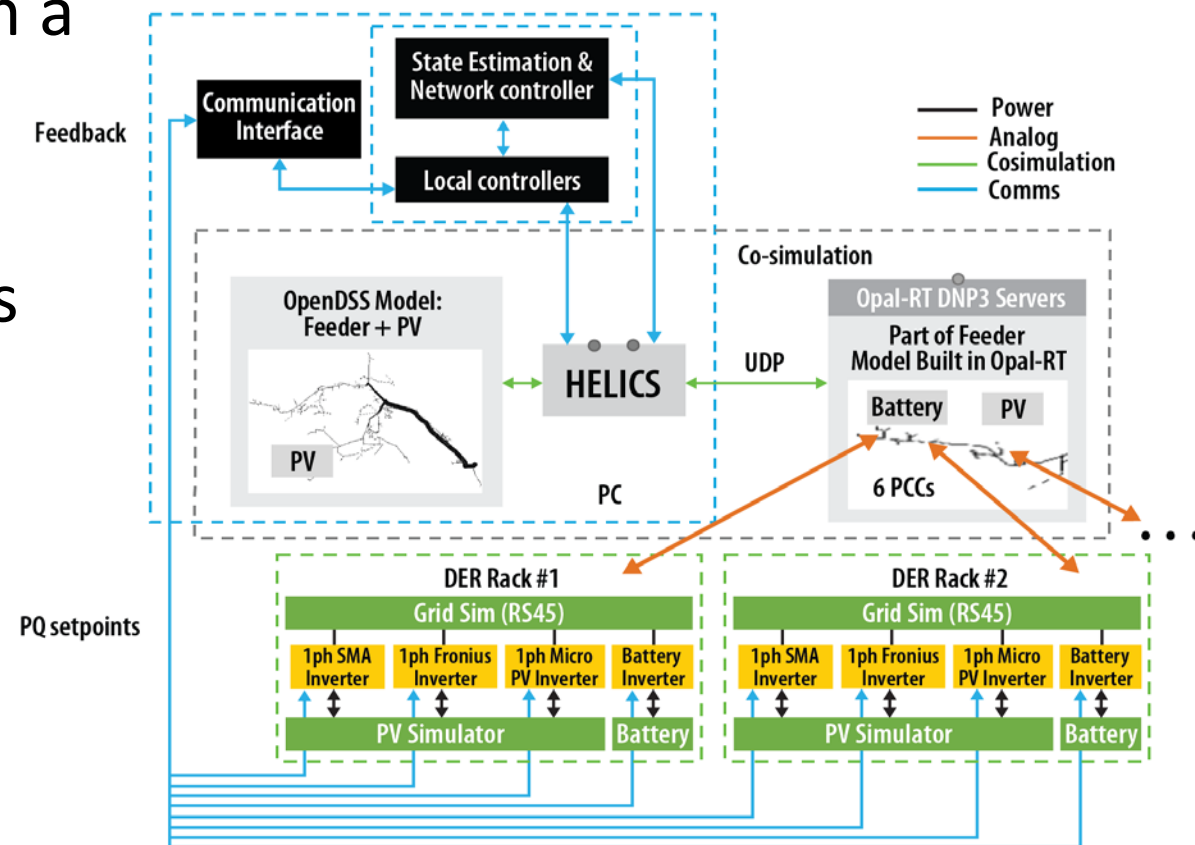 n a
s
Feedback
PQ setpoints
Communication
Interface
State Estimation &
Network controller
Local controllers
Power
Analog
Cosimulation
Comms
Co-simulation
OpenDSS Model:
Feeder + PV
PV
HELICS
UDP
PC
Opal-RT DNP3 Servers
Part of Feeder
Model Built in Opal-RT
Battery
PV
6 PCCs
...
DER Rack #1
Grid Sim (RS45)
1ph SMA
Inverter
1ph Fronius
Inverter
1ph Micro
PV Inverter
Battery
Inverter
PV Simulator
Battery
DER Rack #2
Grid Sim (RS45)
1ph SMA
Inverter
1ph Fronius
Inverter
1ph Micro
PV Inverter
Battery
Inverter
PV Simulator
Battery